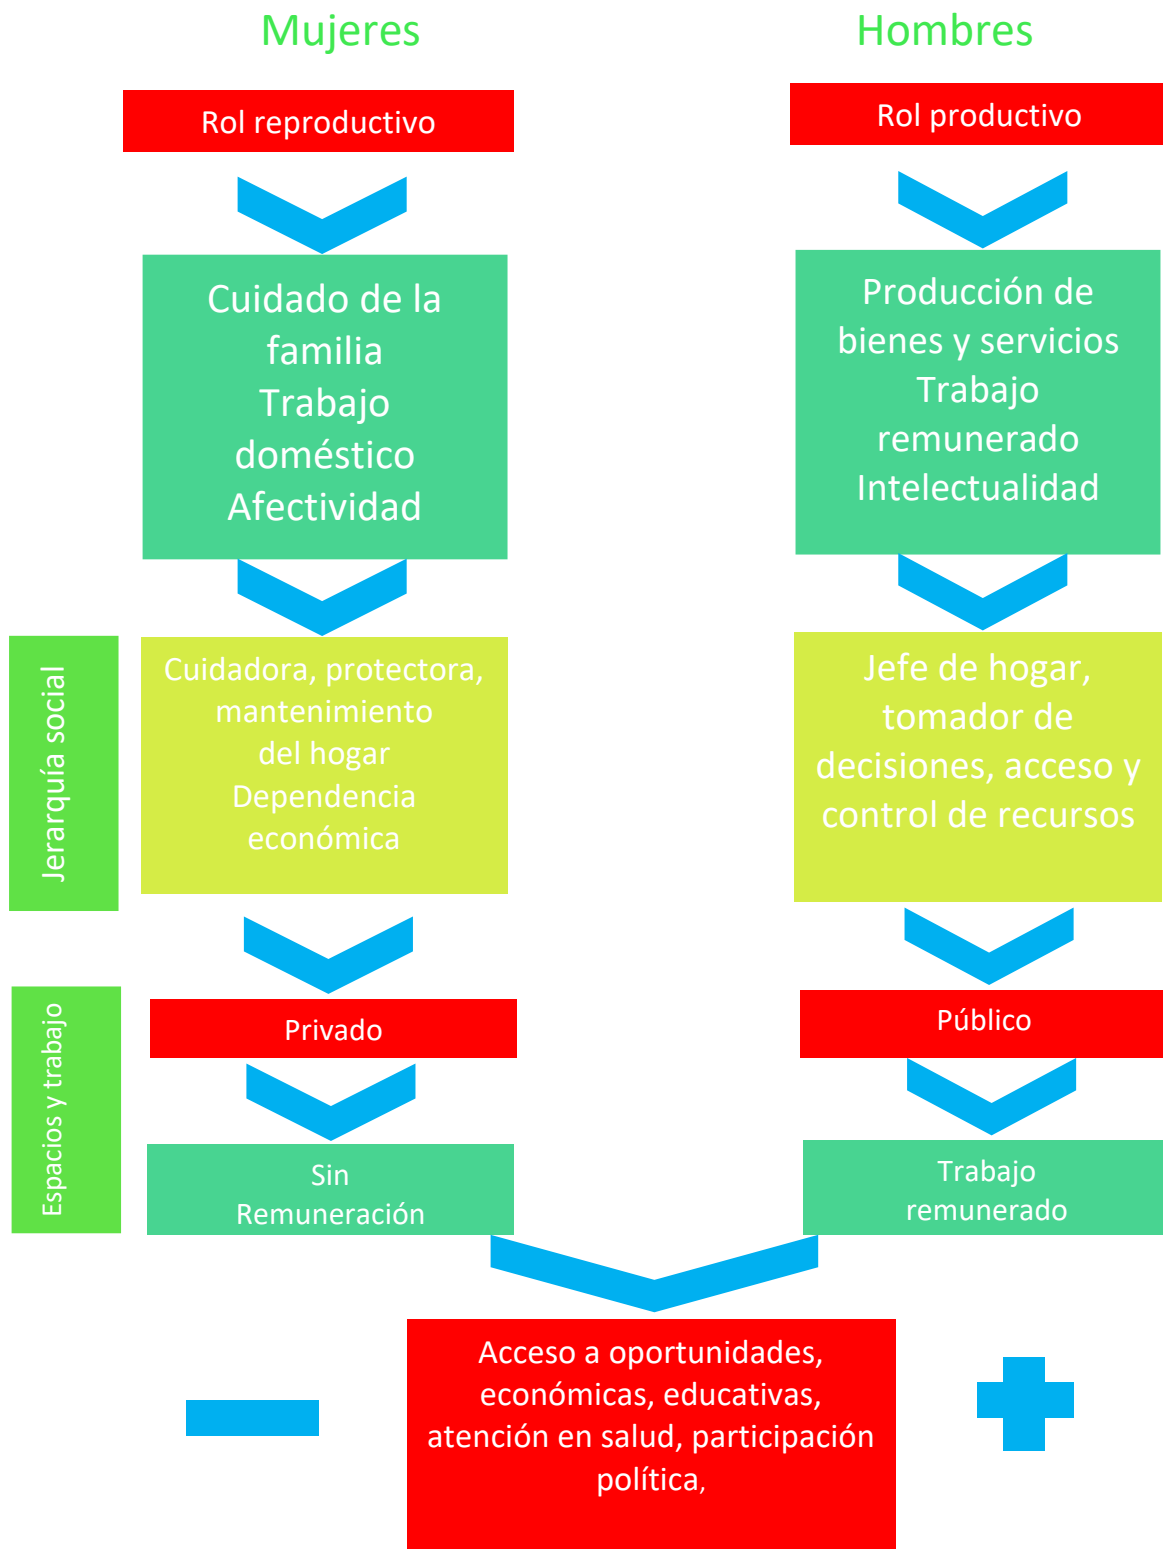 Mujeres
Hombres
Rol reproductivo
Rol productivo
Cuidado de la
familia
Trabajo
doméstico
Afectividad
Producción de
bienes y servicios
Trabajo
remunerado
Intelectualidad
Jerarquía social
Cuidadora, protectora,
mantenimiento
del hogar
Dependencia
económica
Jefe de hogar,
tomador de
decisiones, acceso y
control de recursos
Espacios y trabajo
Privado
Público
Sin
Remuneración
Trabajo
remunerado
Acceso a oportunidades,
económicas, educativas,
atención en salud, participación
política,